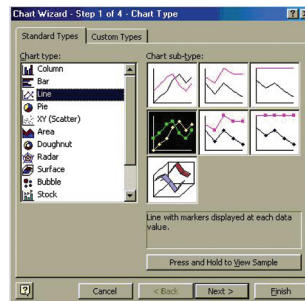 Chart Wizard - Step 1 of 4 - Chart Type
Standard Types
Custom Types
Chart type:
Chart sub-type:
Column
Bar
Line
Pie
XY (Scatter)
Area
Doughnut
Radar
Surface
Bubble
Stock
Line with markers displayed at each data
value.
Press and Hold to View Sample
Cancel
< Back
Next >
Finish